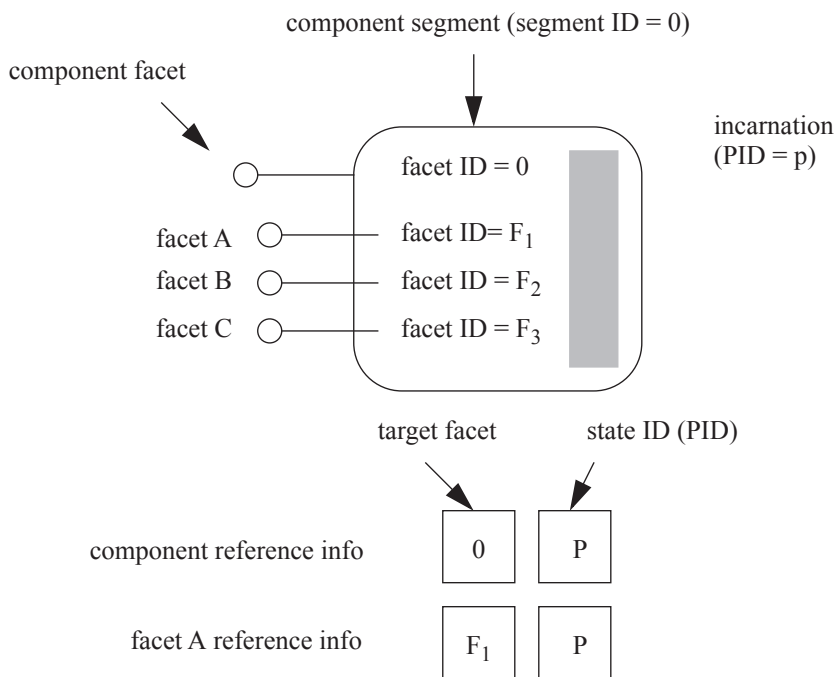 component segment (segment ID = 0)
component facet
incarnation
(PID = p)
facet ID = 0
facet A
facet ID= F1
facet B
facet ID = F2
facet C
facet ID = F3
target facet
state ID (PID)
component reference info
0
P
facet A reference info
F1
P